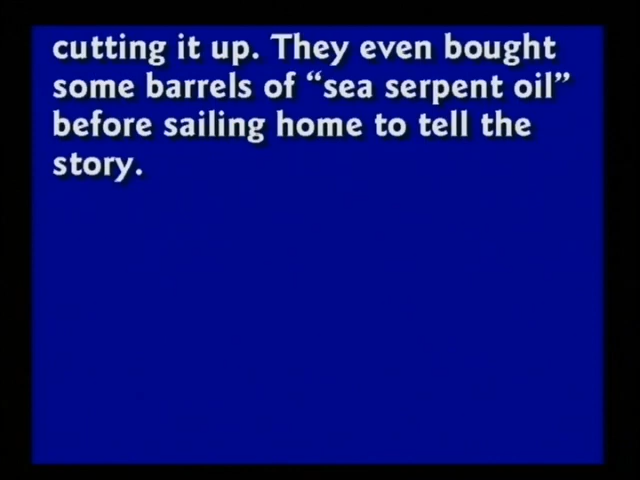 cutting it up. They even bought
some barrels of “sea serpent oil”
before sailing home to tell the
story.